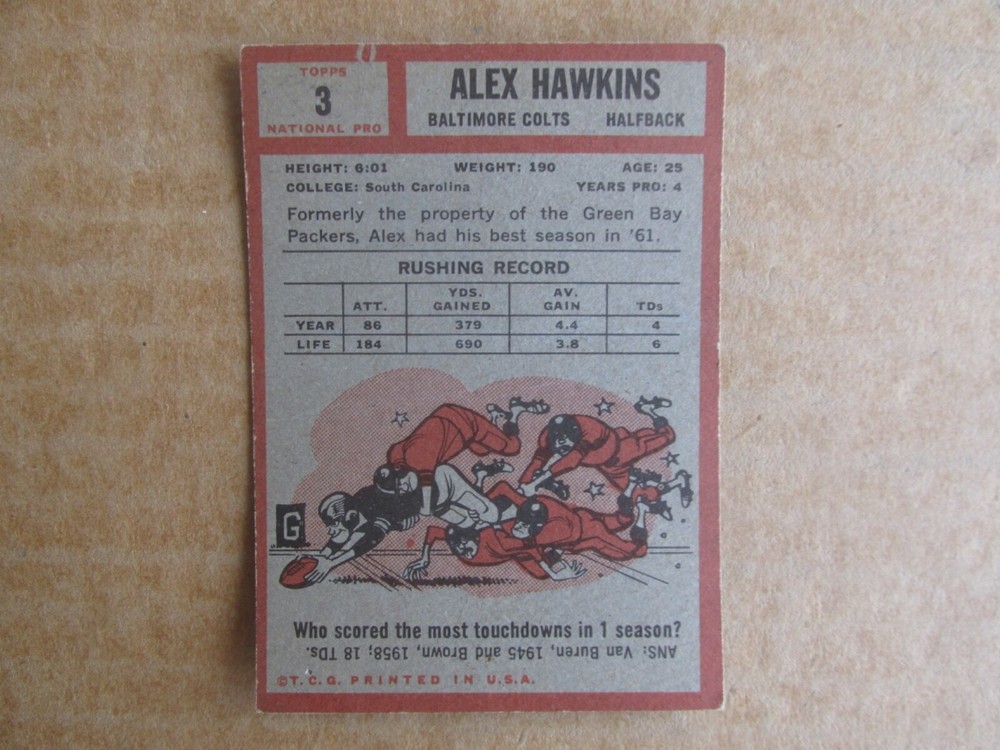 TOPPS
3
NATIONAL PRO
ALEX HAWKINS
BALTIMORE COLTS HALFBACK
HEIGHT: 6:01 WEIGHT: 190 AGE: 25
COLLEGE: South Carolina YEARS PRO: 4
Formerly the property of the Green Bay
Packers, Alex had his best season in '61.
RUSHING RECORD
ATT. YDS. GAINED AV. GAIN TDs
YEAR 86 379 4.4 4
LIFE 184 690 3.8 6
G
Who scored the most touchdowns in 1 season?
ANS: Van Buren, 1945 and Brown, 1958; 18 TDs.
©T.C.G. PRINTED IN U.S.A.